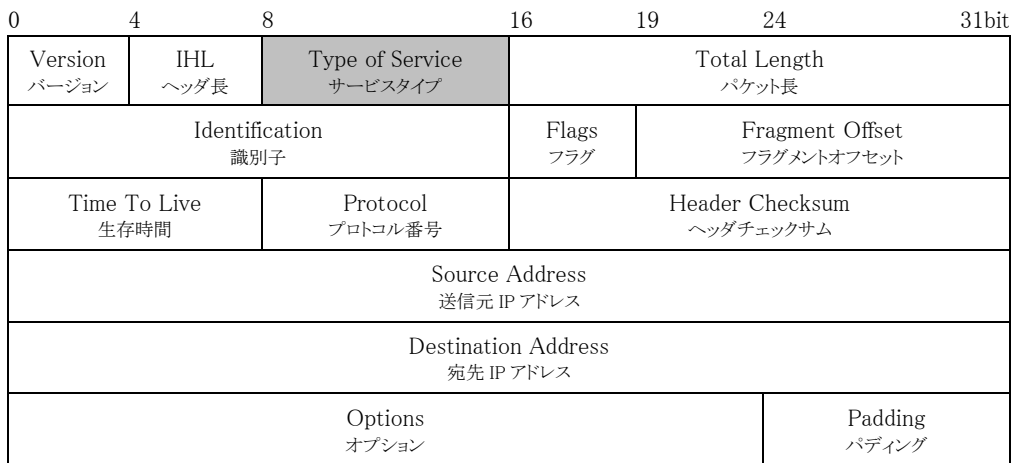 0 4 8 16 19 24 31bit
Version IHL Type of Service Total Length
バージョン ヘッダ長 サービスタイプ パケット長
Identification Flags Fragment Offset
識別子 フラグ フラグメントオフセット
Time To Live Protocol Header Checksum
生存時間 プロトコル番号 ヘッダチェックサム
Source Address
送信元 IP アドレス
Destination Address
宛先 IP アドレス
Options Padding
オプション パディング